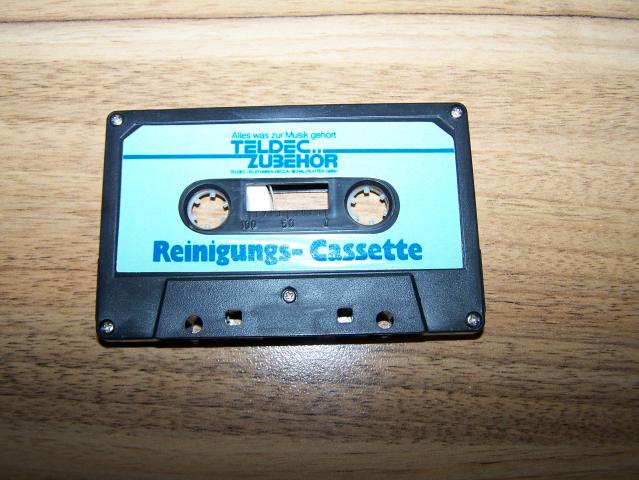 Alles was zur Musik gehört
TELDEC
ZUBEHÖR
TELDEC »TELEFUNKEN-DECCA« SCHALLPLATTEN GMBH
100 50
Reinigungs- Cassette